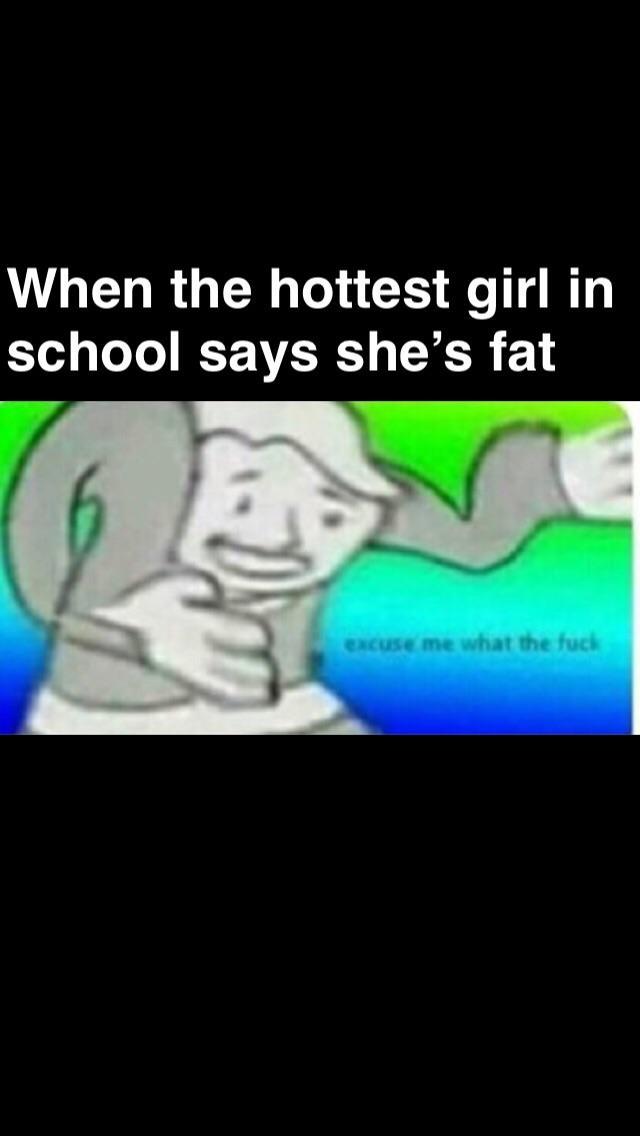 When the hottest girl in
school says she’s fat
excuse me what the fuck